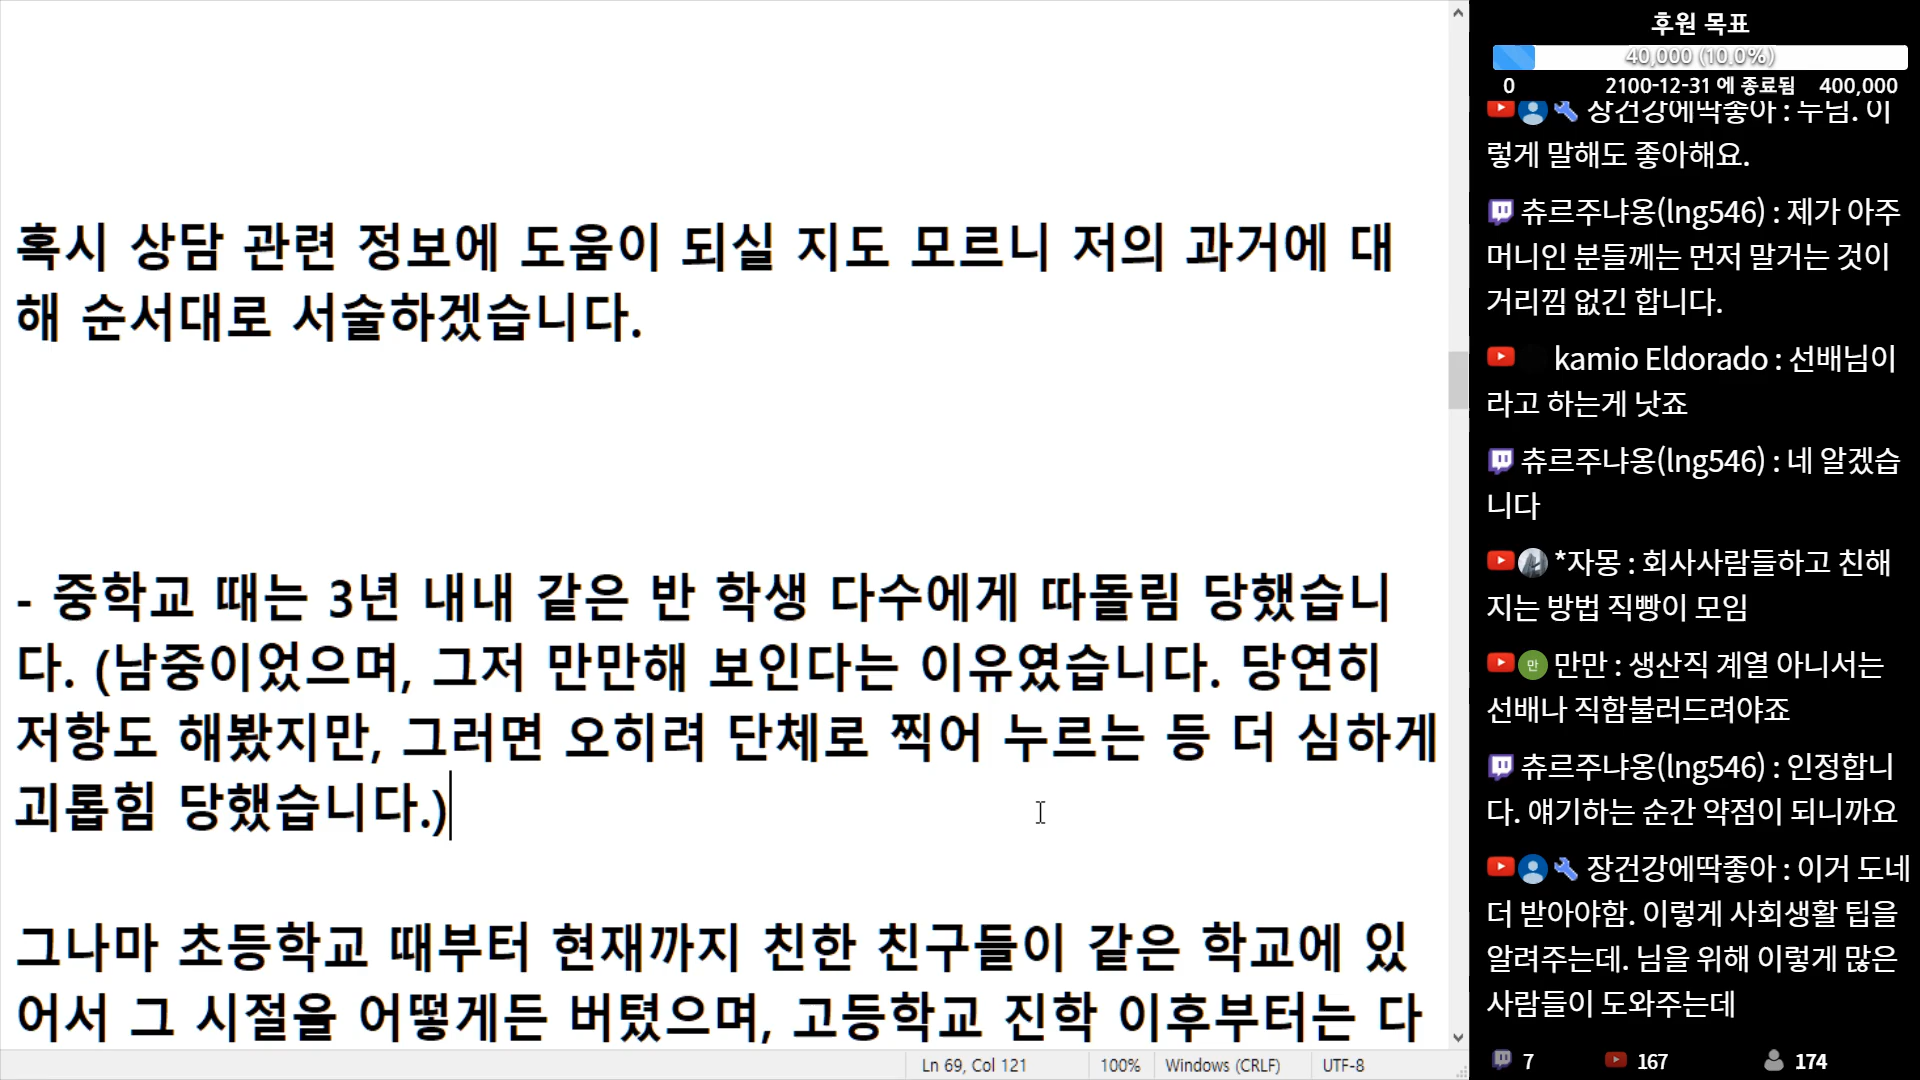 혹시 상담 관련 정보에 도움이 되실 지도 모르니 저의 과거에 대
해 순서대로 서술하겠습니다.
- 중학교 때는 3년 내내 같은 반 학생 다수에게 따돌림 당했습니
다. (남중이었으며, 그저 만만해 보인다는 이유였습니다. 당연히
저항도 해봤지만, 그러면 오히려 단체로 찍어 누르는 등 더 심하게
괴롭힘 당했습니다.)
그나마 초등학교 때부터 현재까지 친한 친구들이 같은 학교에 있
어서 그 시절을 어떻게든 버텼으며, 고등학교 진학 이후부터는 다
Ln 69, Col 121
100%
Windows (CRLF)
UTF-8
후원 목표
40,000 (10.0%)
0 2100-12-31 에 종료됨 400,000
장건강에딱좋아 : 누님. 이
렇게 말해도 좋아해요.
츄르주냐옹(lng546) : 제가 아주
머니인 분들께는 먼저 말거는 것이
거리낌 없긴 합니다.
kamio Eldorado : 선배님이
라고 하는게 낫죠
츄르주냐옹(lng546) : 네 알겠습
니다
*자몽 : 회사사람들하고 친해
지는 방법 직빵이 모임
만 만만 : 생산직 계열 아니서는
선배나 직함불러드려야죠
츄르주냐옹(lng546) : 인정합니
다. 얘기하는 순간 약점이 되니까요
장건강에딱좋아 : 이거 도네
더 받아야함. 이렇게 사회생활 팁을
알려주는데. 님을 위해 이렇게 많은
사람들이 도와주는데
7 167 174